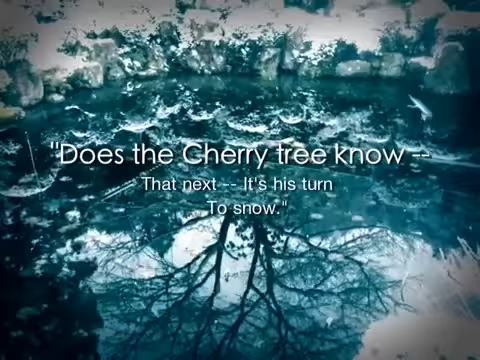 "Does the Cherry tree know --
That next -- It's his turn
To snow."